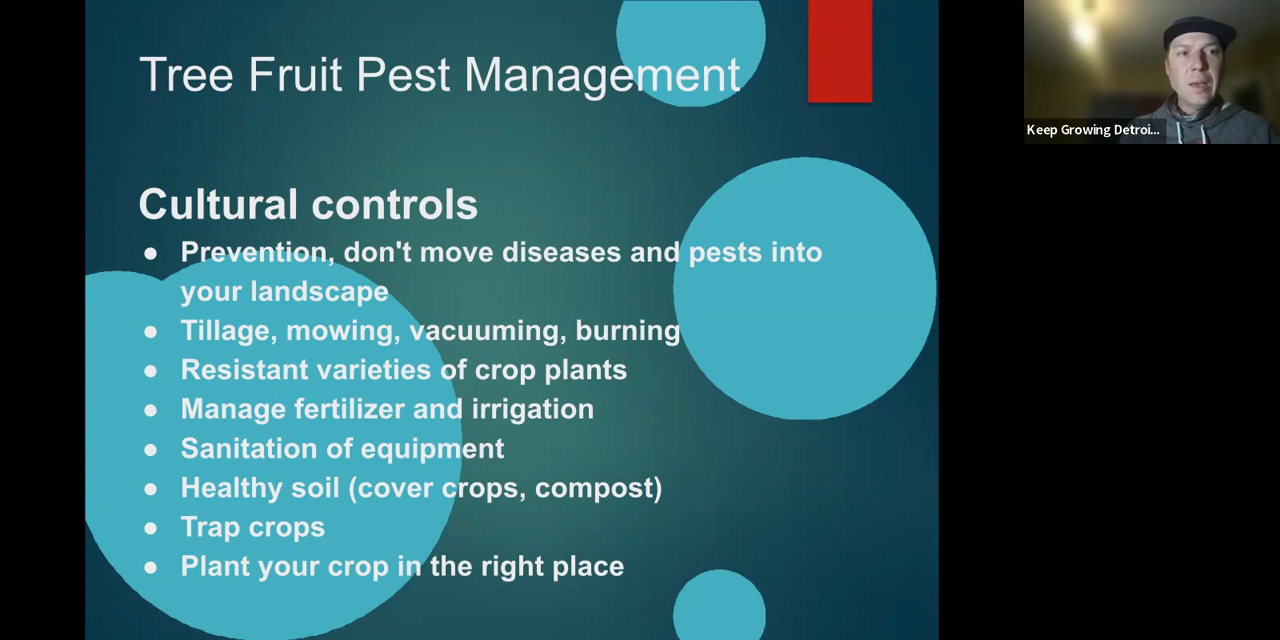 Tree Fruit Pest Management
Cultural controls
● Prevention, don't move diseases and pests into
your landscape
● Tillage, mowing, vacuuming, burning
● Resistant varieties of crop plants
● Manage fertilizer and irrigation
● Sanitation of equipment
● Healthy soil (cover crops, compost)
● Trap crops
● Plant your crop in the right place
Keep Growing Detroi...